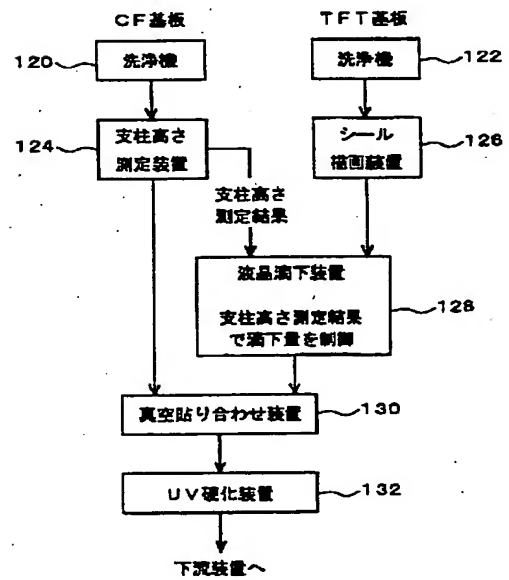 CF基板
TFT基板
120
洗浄機
洗浄機
122
124
支柱高さ
測定装置
シール
描画装置
126
支柱高さ
測定結果
液晶滴下装置
支柱高さ測定結果
で滴下量を制御
128
真空貼り合わせ装置
130
UV硬化装置
132
下流装置へ